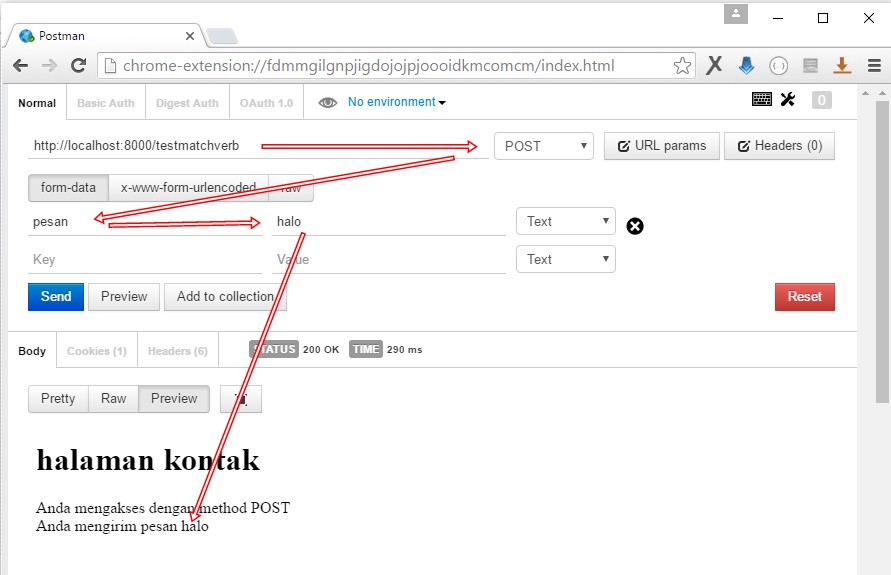 Postman
chrome-extension://fdmmgilgnpjigdojojpjoooidkmcomcm/index.html
Normal Basic Auth Digest Auth OAuth 1.0 No environment 0
http://localhost:8000/testmatchverb POST URL params Headers (0)
form-data x-www-form-urlencoded raw
pesan halo Text
Key Value Text
Send Preview Add to collection Reset
Body Cookies (1) Headers (6) STATUS 200 OK TIME 290 ms
Pretty Raw Preview
halaman kontak
Anda mengakses dengan method POST
Anda mengirim pesan halo